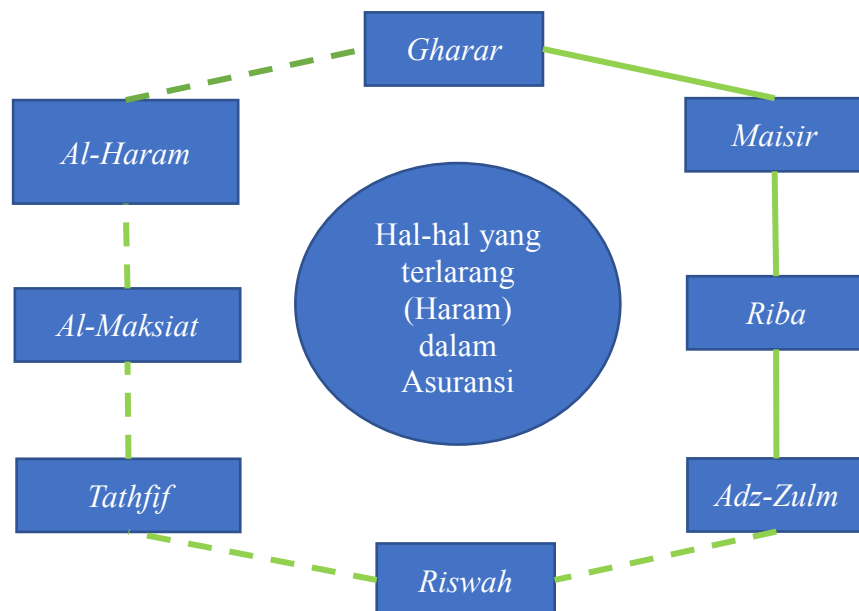 Gharar
Al-Haram
Maisir
Hal-hal yang
terlarang
(Haram)
dalam
Asuransi
Al-Maksiat
Riba
Tathfif
Adz-Zulm
Riswah